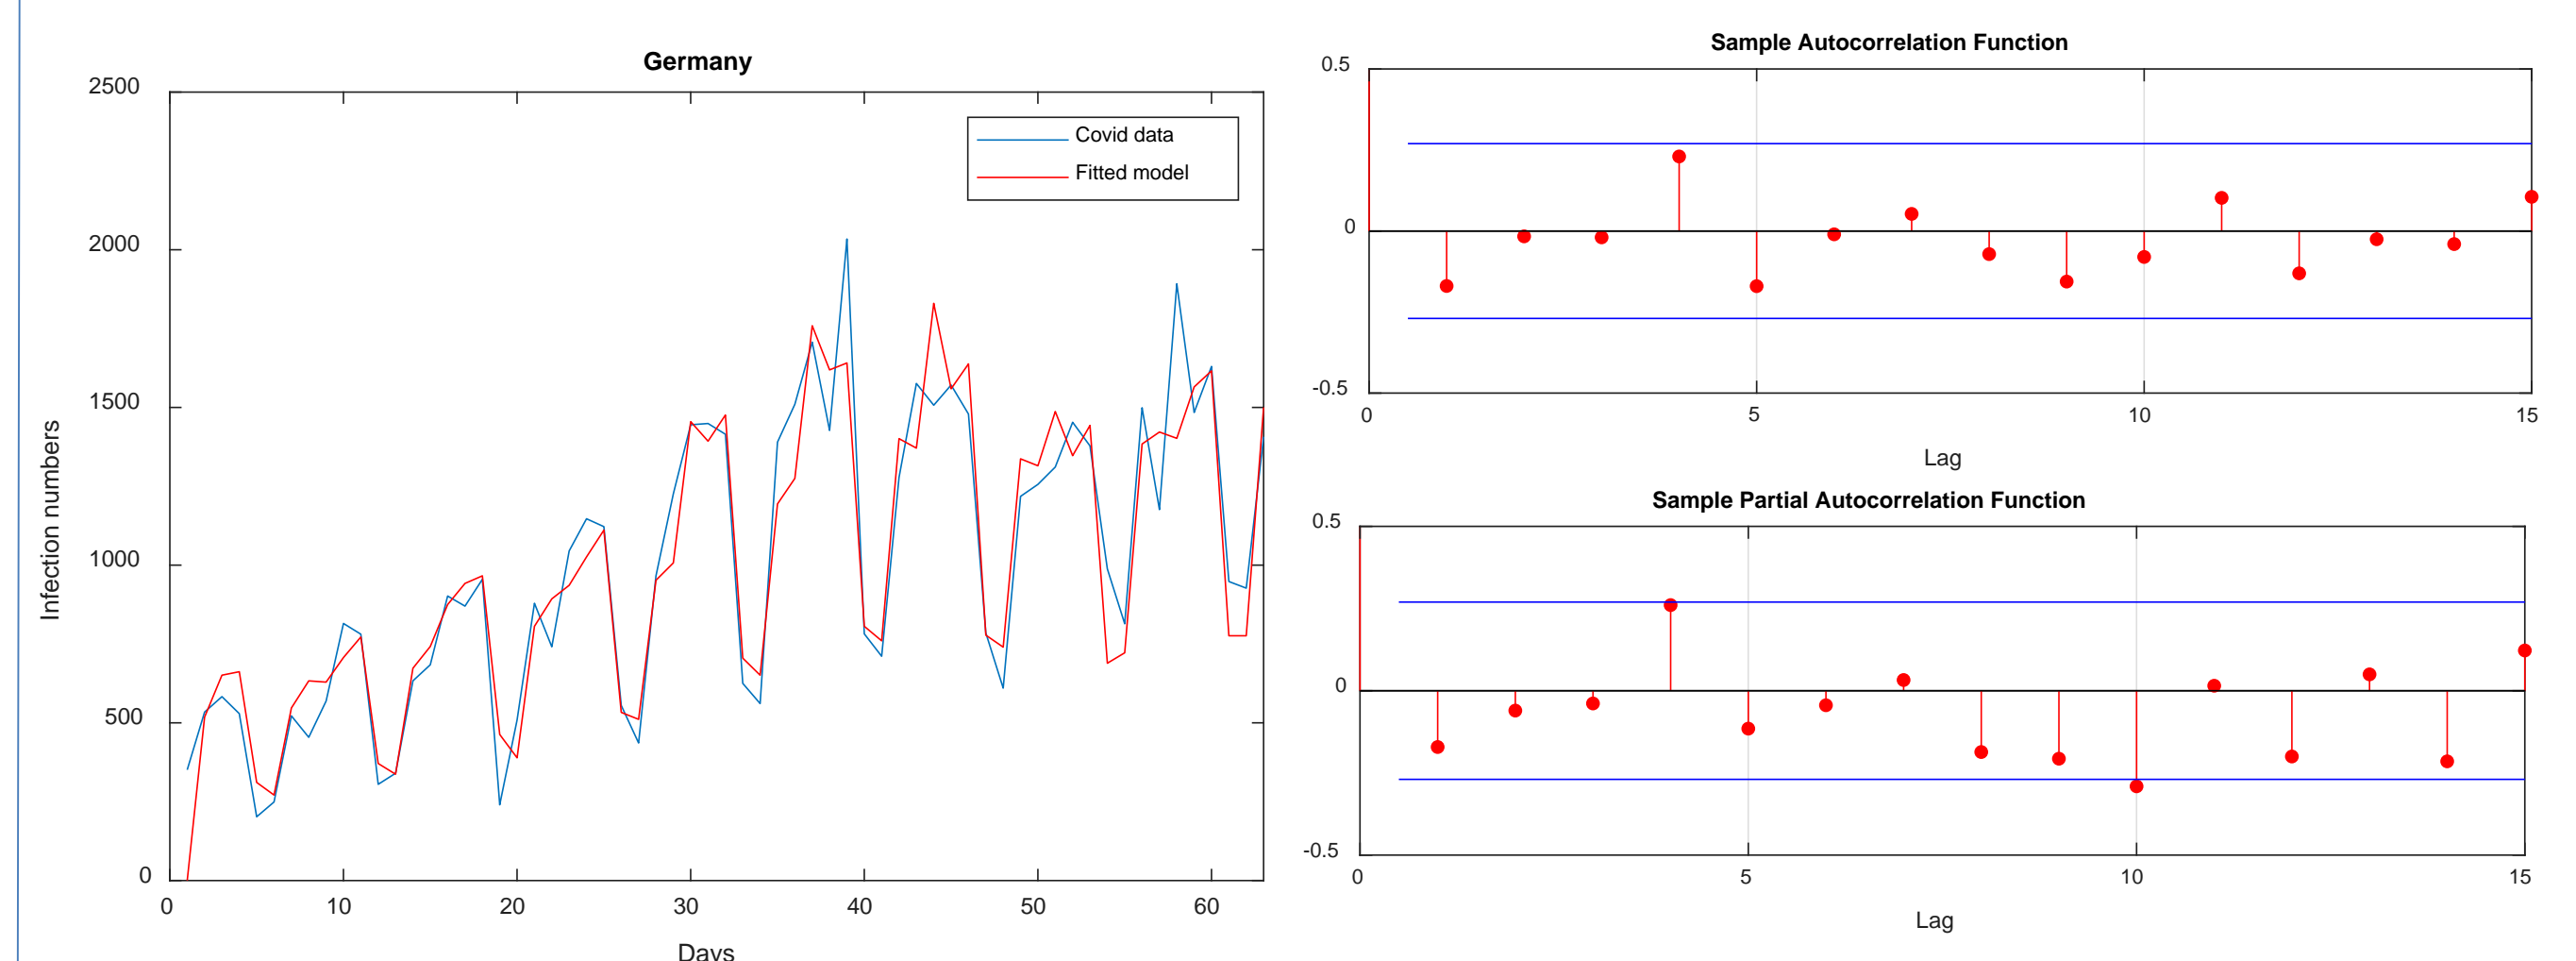 Germany
2500
2000
1500
1000
500
0
Infection numbers
Covid data
Fitted model
0 10 20 30 40 50 60
Days
Sample Autocorrelation Function
0.5
0
-0.5
0 5 10 15
Lag
Sample Partial Autocorrelation Function
0.5
0
-0.5
0 5 10 15
Lag